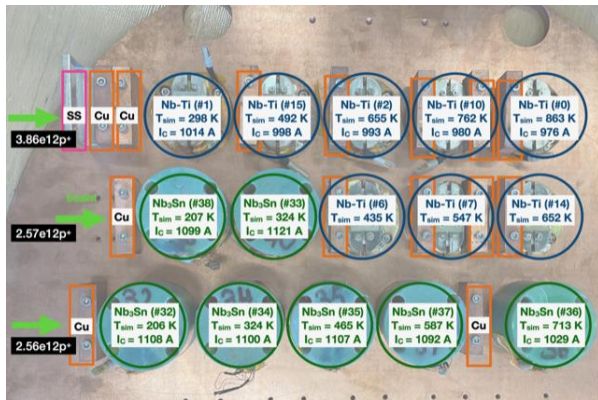 SS
Cu
Cu
Nb-Ti (#1)
Tsim = 298 K
IC = 1014 A
Nb-Ti (#15)
Tsim = 492 K
IC = 998 A
Nb-Ti (#2)
Tsim = 655 K
IC = 993 A
Nb-Ti (#10)
Tsim = 762 K
IC = 980 A
Nb-Ti (#0)
Tsim = 863 K
IC = 976 A
3.86e12p+
beam
Cu
Nb3Sn (#38)
Tsim = 207 K
IC = 1099 A
Nb3Sn (#33)
Tsim = 324 K
IC = 1121 A
Nb-Ti (#6)
Tsim = 435 K
Nb-Ti (#7)
Tsim = 547 K
Nb-Ti (#14)
Tsim = 652 K
2.57e12p+
Cu
Nb3Sn (#32)
Tsim = 206 K
IC = 1108 A
Nb3Sn (#34)
Tsim = 324 K
IC = 1100 A
Nb3Sn (#35)
Tsim = 465 K
IC = 1107 A
Nb3Sn (#37)
Tsim = 587 K
IC = 1092 A
Cu
Nb3Sn (#36)
Tsim = 713 K
IC = 1029 A
2.56e12p+